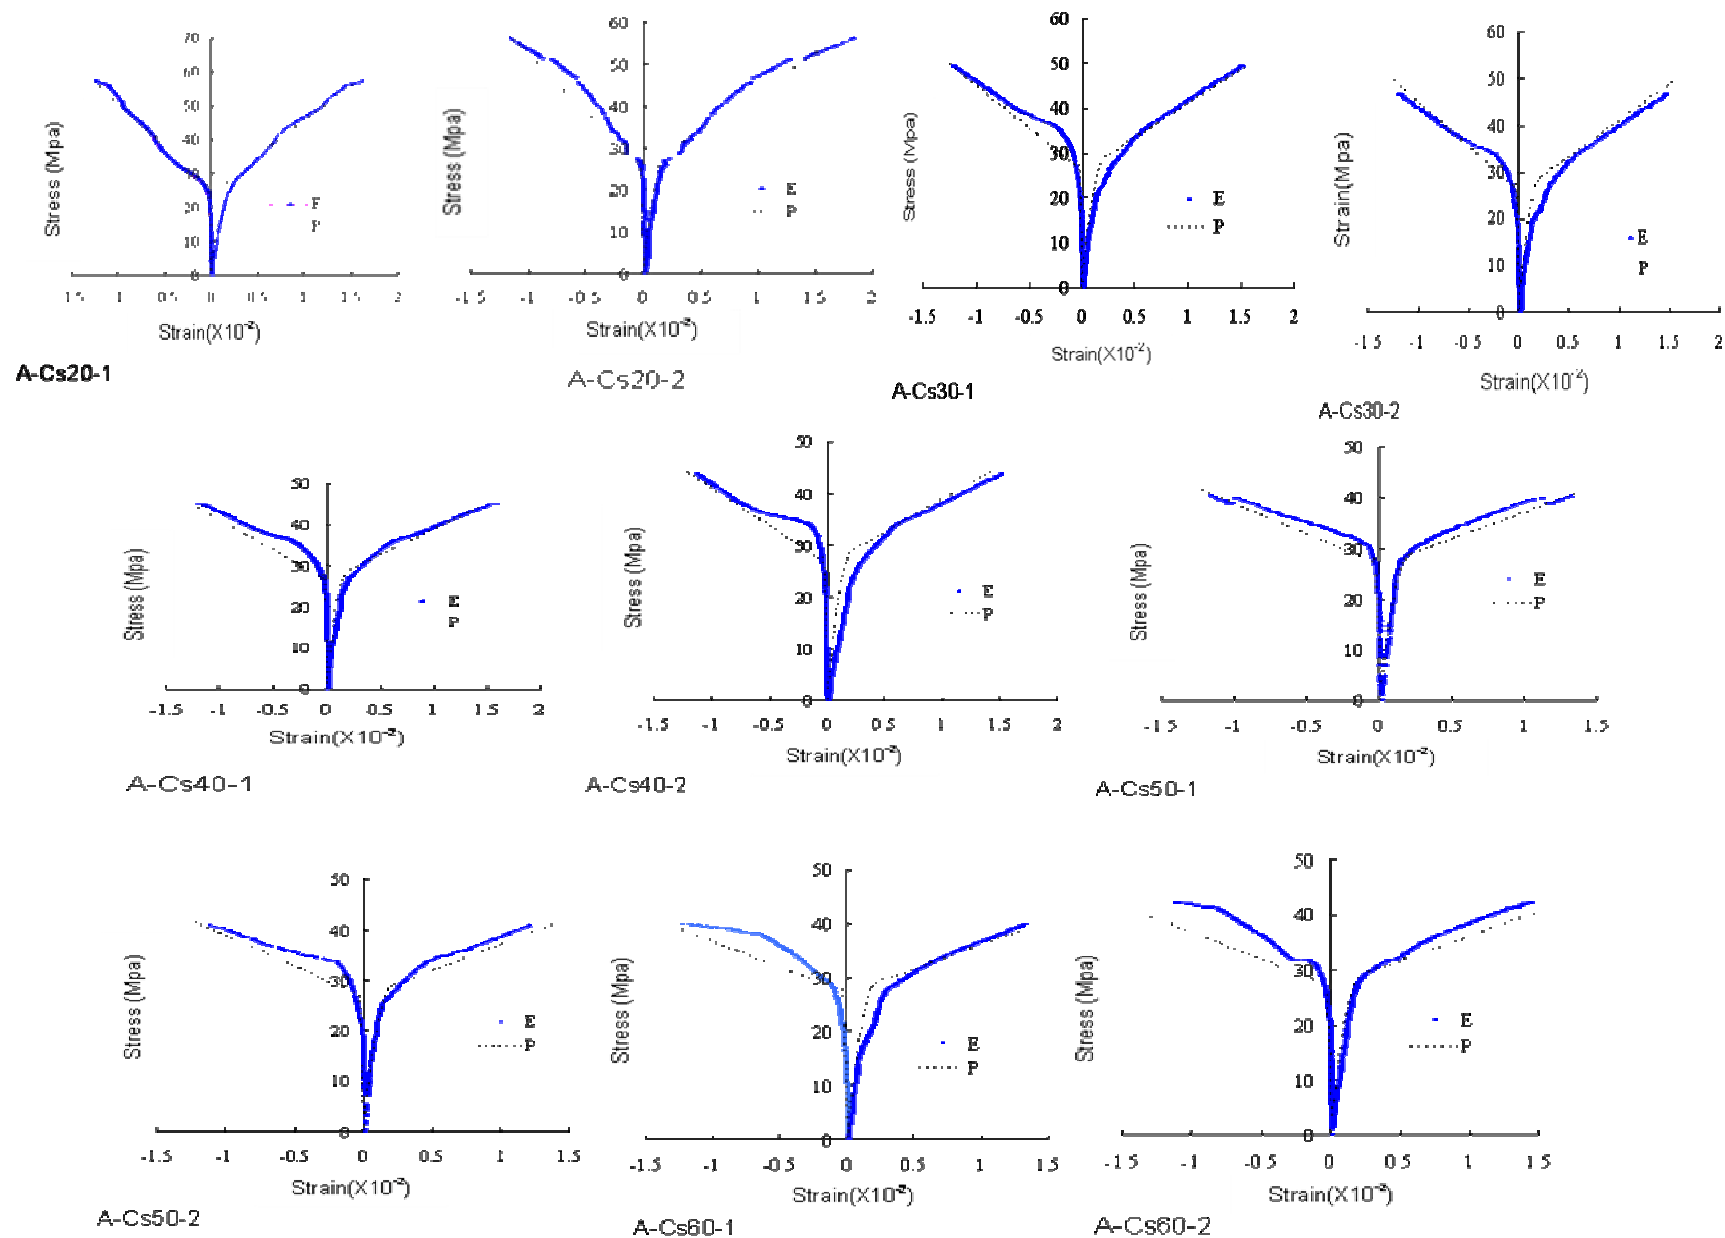 70
60
50
40
30
20
10
0
Stress (Mpa)
E
P
1 5
-1
0 5
0
0.5
1
1.5
2
Strain(X10⁻²)
A-Cs20-1
60
50
40
30
20
10
0
Stress (Mpa)
E
P
-1.5
-1
-0.5
0
0.5
1
1.5
2
Strain(X10⁻²)
A-Cs20-2
60
50
40
30
20
10
0
Stress (Mpa)
E
P
-1.5
-1
-0.5
0
0.5
1
1.5
2
Strain(X10⁻²)
A-Cs30-1
60
50
40
30
20
10
0
Strain(Mpa)
E
P
-1.5
-1
-0.5
0
0.5
1
1.5
2
Strain(X10⁻²)
A-Cs30-2
50
40
30
20
10
0
Stress (Mpa)
E
P
-1.5
-1
-0.5
0
0.5
1
1.5
2
Strain(X10⁻²)
A-Cs40-1
50
40
30
20
10
0
Stress (Mpa)
E
P
-1.5
-1
-0.5
0
0.5
1
1.5
2
Strain(X10⁻²)
A-Cs40-2
50
40
30
20
10
0
Stress (Mpa)
E
P
-1.5
-1
-0.5
0
0.5
1
1.5
Strain(X10⁻²)
A-Cs50-1
50
40
30
20
10
0
Stress (Mpa)
E
P
-1.5
-1
-0.5
0
0.5
1
1.5
Strain(X10⁻²)
A-Cs50-2
50
40
30
20
10
0
Stress (Mpa)
E
P
-1.5
-1
-0.5
0
0.5
1
1.5
Strain(X10⁻²)
A-Cs60-1
50
40
30
20
10
0
Stress (Mpa)
E
P
-1.5
-1
-0.5
0
0.5
1
1.5
Strain(X10⁻²)
A-Cs60-2